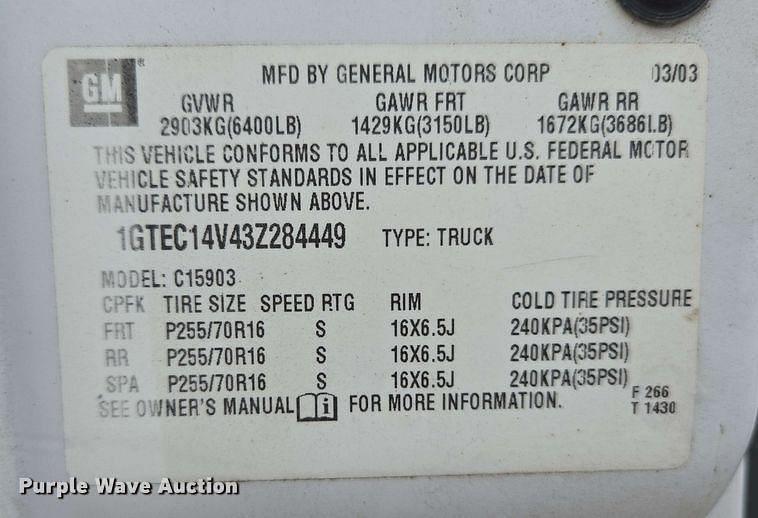 GM® MFD BY GENERAL MOTORS CORP 03/03
GVWR GAWR FRT GAWR RR
2903KG(6400LB) 1429KG(3150LB) 1672KG(3686LB)
THIS VEHICLE CONFORMS TO ALL APPLICABLE U.S. FEDERAL MOTOR
VEHICLE SAFETY STANDARDS IN EFFECT ON THE DATE OF
MANUFACTURE SHOWN ABOVE.
1GTEC14V43Z284449 TYPE: TRUCK
MODEL: C15903
CPFK TIRE SIZE SPEED RTG RIM COLD TIRE PRESSURE
FRT P255/70R16 S 16X6.5J 240KPA(35PSI)
RR P255/70R16 S 16X6.5J 240KPA(35PSI)
SPA P255/70R16 S 16X6.5J 240KPA(35PSI)
SEE OWNER'S MANUAL i FOR MORE INFORMATION.
F 266
T 1430
Purple Wave Auction